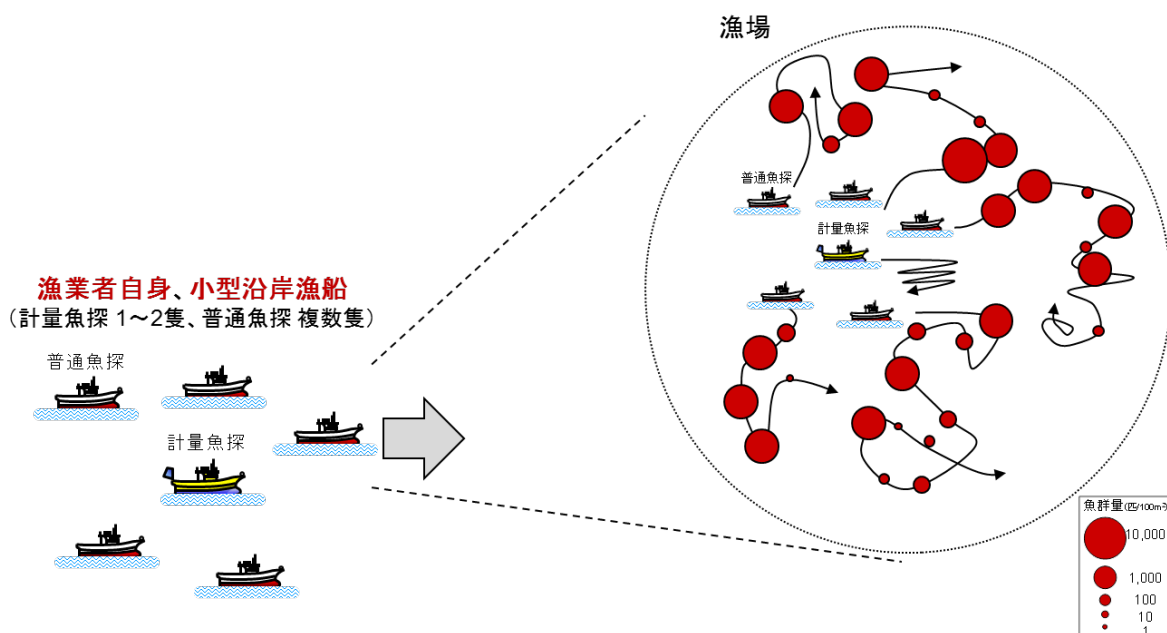 漁場
普通魚探
計量魚探
漁業者自身、小型沿岸漁船
(計量魚探 1~2隻、普通魚探 複数隻)
普通魚探
計量魚探
魚群量(匹/100m²)
10,000
1,000
100
10
1